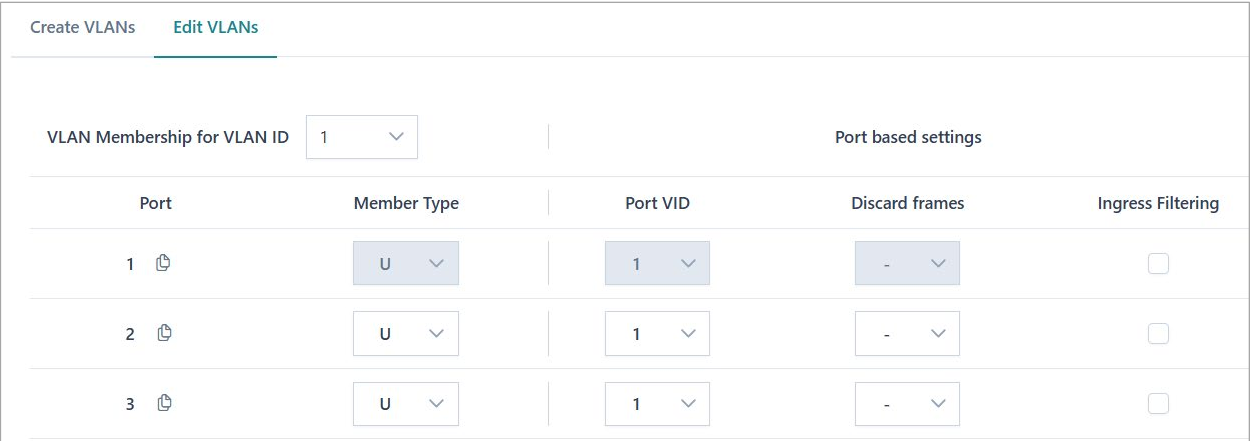 Create VLANs Edit VLANs
VLAN Membership for VLAN ID 1 Port based settings
Port Member Type Port VID Discard frames Ingress Filtering
1 U 1 -
2 U 1 -
3 U 1 -